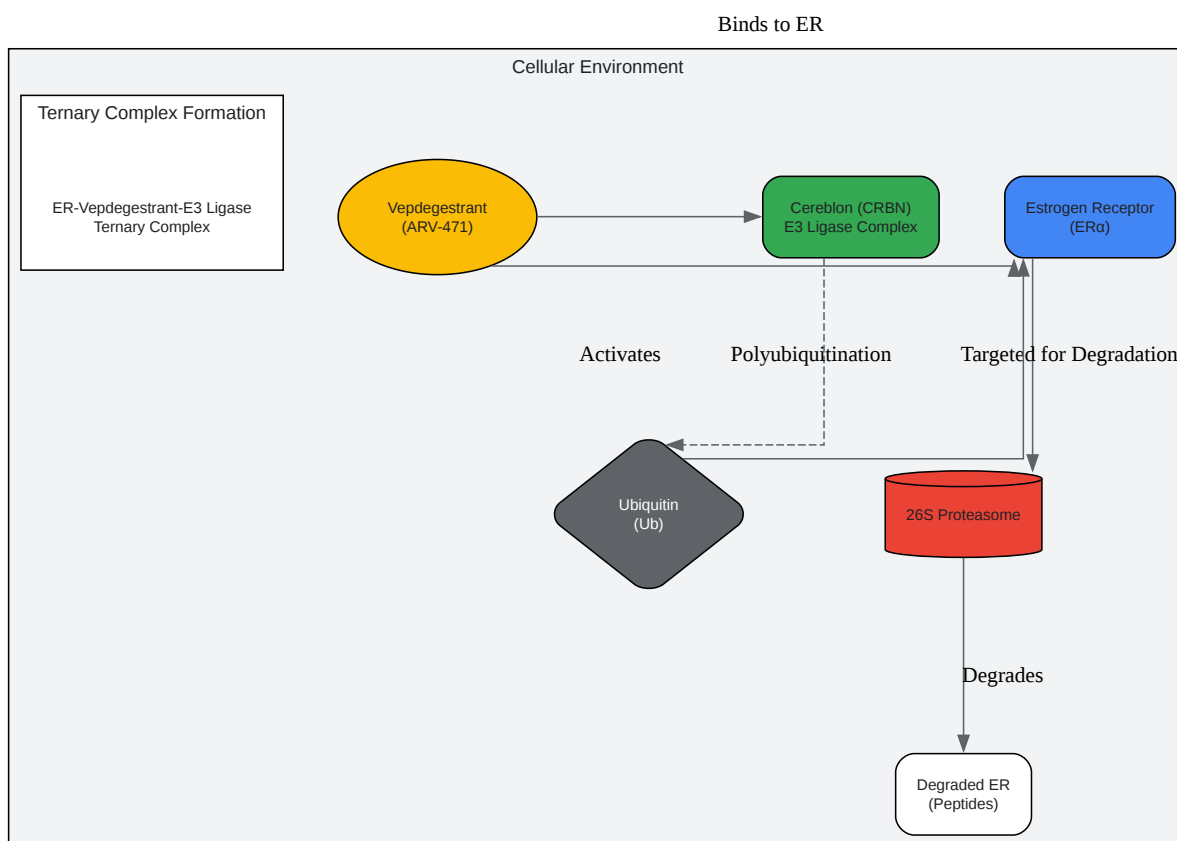 Binds to ER
Cellular Environment
Ternary Complex Formation
ER-Vepdegestrant-E3 Ligase
Ternary Complex
Vepdegestrant
(ARV-471)
Cereblon (CRBN)
E3 Ligase Complex
Estrogen Receptor
(ERα)
Activates
Polyubiquitination
Targeted for Degradation
Ubiquitin
(Ub)
26S Proteasome
Degrades
Degraded ER
(Peptides)